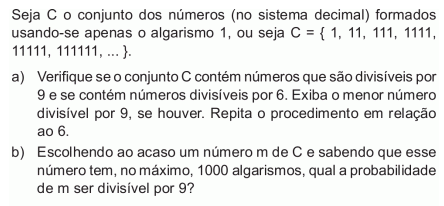 Seja C o conjunto dos números (no sistema decimal) formados
usando-se apenas o algarismo 1, ou seja C = { 1, 11, 111, 1111,
11111, 111111, ... }.
a) Verifique se o conjunto C contém números que são divisíveis por
9 e se contém números divisíveis por 6. Exiba o menor número
divisível por 9, se houver. Repita o procedimento em relação
ao 6.
b) Escolhendo ao acaso um número m de C e sabendo que esse
número tem, no máximo, 1000 algarismos, qual a probabilidade
de m ser divisível por 9?